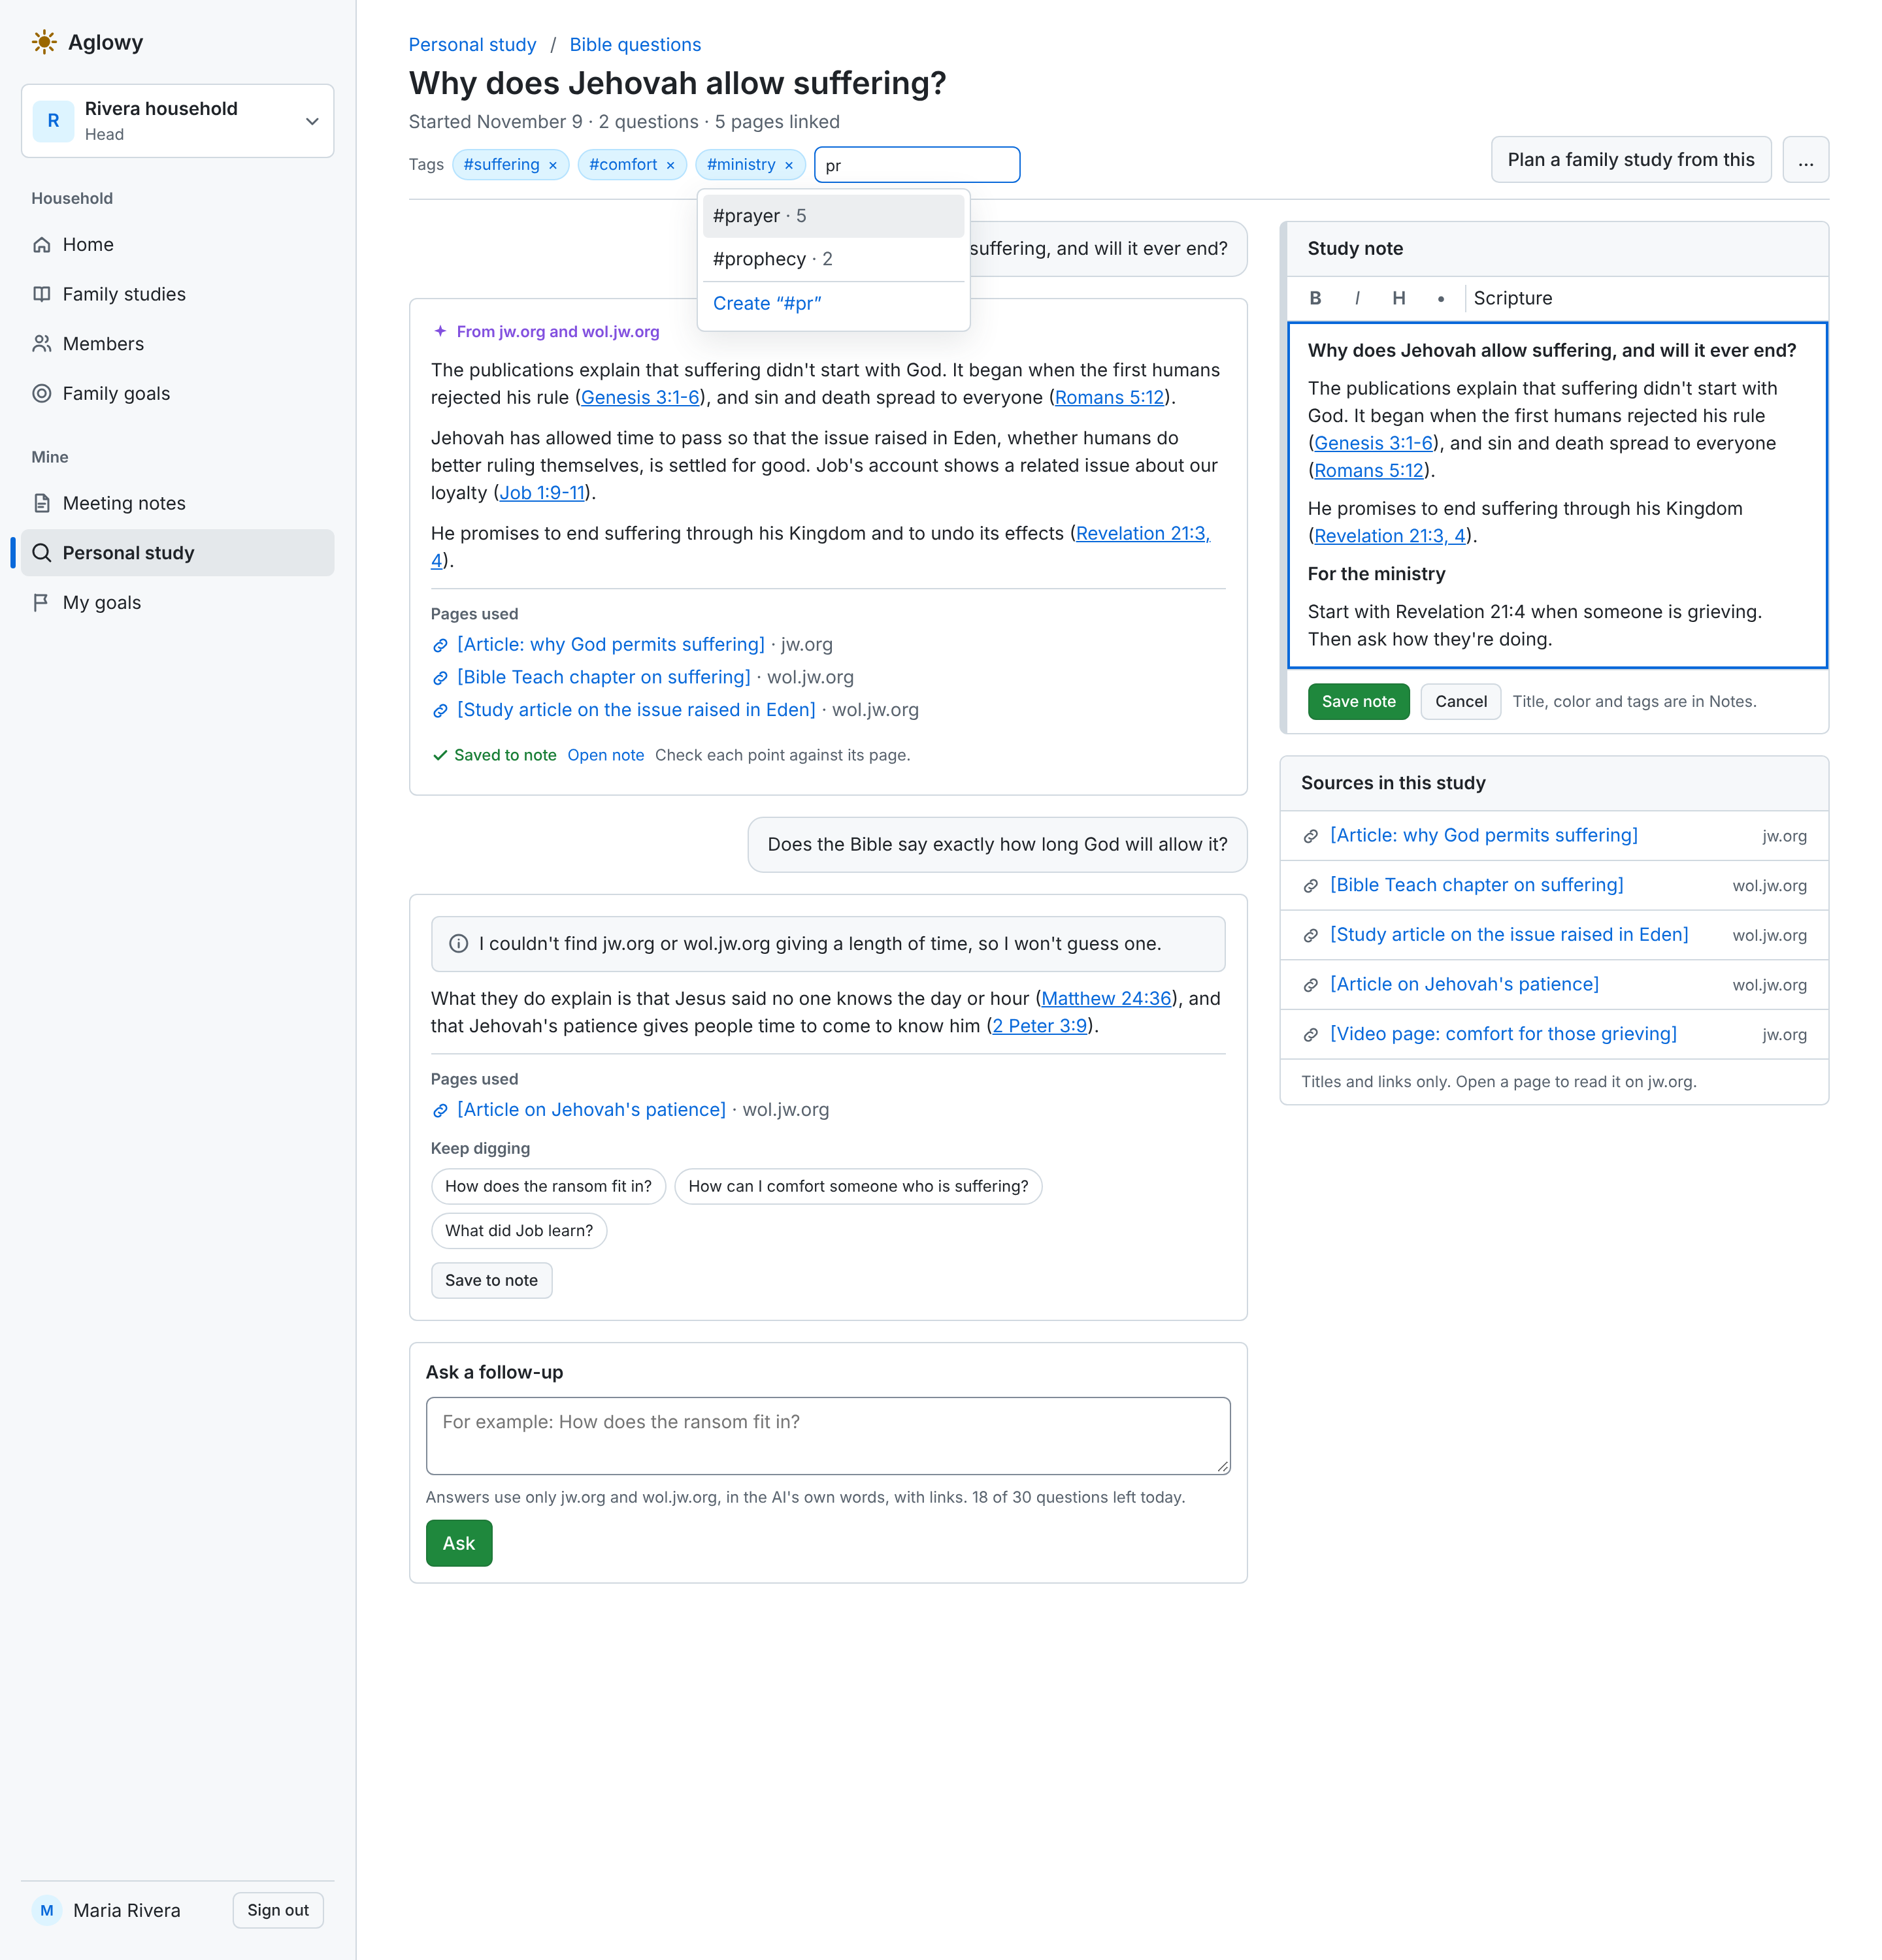 Aglowy
R
Rivera household
Head
Household
Home
Family studies
Members
Family goals
Mine
Meeting notes
Personal study
My goals
M
Maria Rivera
Sign out
Personal study / Bible questions
Why does Jehovah allow suffering?
Started November 9 · 2 questions · 5 pages linked
Tags #suffering × #comfort × #ministry × pr
Plan a family study from this
...
#prayer · 5
#prophecy · 2
Create “#pr”
suffering, and will it ever end?
From jw.org and wol.jw.org
The publications explain that suffering didn't start with God. It began when the first humans
rejected his rule (Genesis 3:1-6), and sin and death spread to everyone (Romans 5:12).
Jehovah has allowed time to pass so that the issue raised in Eden, whether humans do
better ruling themselves, is settled for good. Job's account shows a related issue about our
loyalty (Job 1:9-11).
He promises to end suffering through his Kingdom and to undo its effects (Revelation 21:3,
4).
Pages used
[Article: why God permits suffering] · jw.org
[Bible Teach chapter on suffering] · wol.jw.org
[Study article on the issue raised in Eden] · wol.jw.org
Saved to note Open note Check each point against its page.
Does the Bible say exactly how long God will allow it?
I couldn't find jw.org or wol.jw.org giving a length of time, so I won't guess one.
What they do explain is that Jesus said no one knows the day or hour (Matthew 24:36), and
that Jehovah's patience gives people time to come to know him (2 Peter 3:9).
Pages used
[Article on Jehovah's patience] · wol.jw.org
Keep digging
How does the ransom fit in?
How can I comfort someone who is suffering?
What did Job learn?
Save to note
Ask a follow-up
For example: How does the ransom fit in?
Answers use only jw.org and wol.jw.org, in the AI's own words, with links. 18 of 30 questions left today.
Ask
Study note
B I H • Scripture
Why does Jehovah allow suffering, and will it ever end?
The publications explain that suffering didn't start with
God. It began when the first humans rejected his rule
(Genesis 3:1-6), and sin and death spread to everyone
(Romans 5:12).
He promises to end suffering through his Kingdom
(Revelation 21:3, 4).
For the ministry
Start with Revelation 21:4 when someone is grieving.
Then ask how they're doing.
Save note
Cancel
Title, color and tags are in Notes.
Sources in this study
[Article: why God permits suffering] jw.org
[Bible Teach chapter on suffering] wol.jw.org
[Study article on the issue raised in Eden] wol.jw.org
[Article on Jehovah's patience] wol.jw.org
[Video page: comfort for those grieving] jw.org
Titles and links only. Open a page to read it on jw.org.